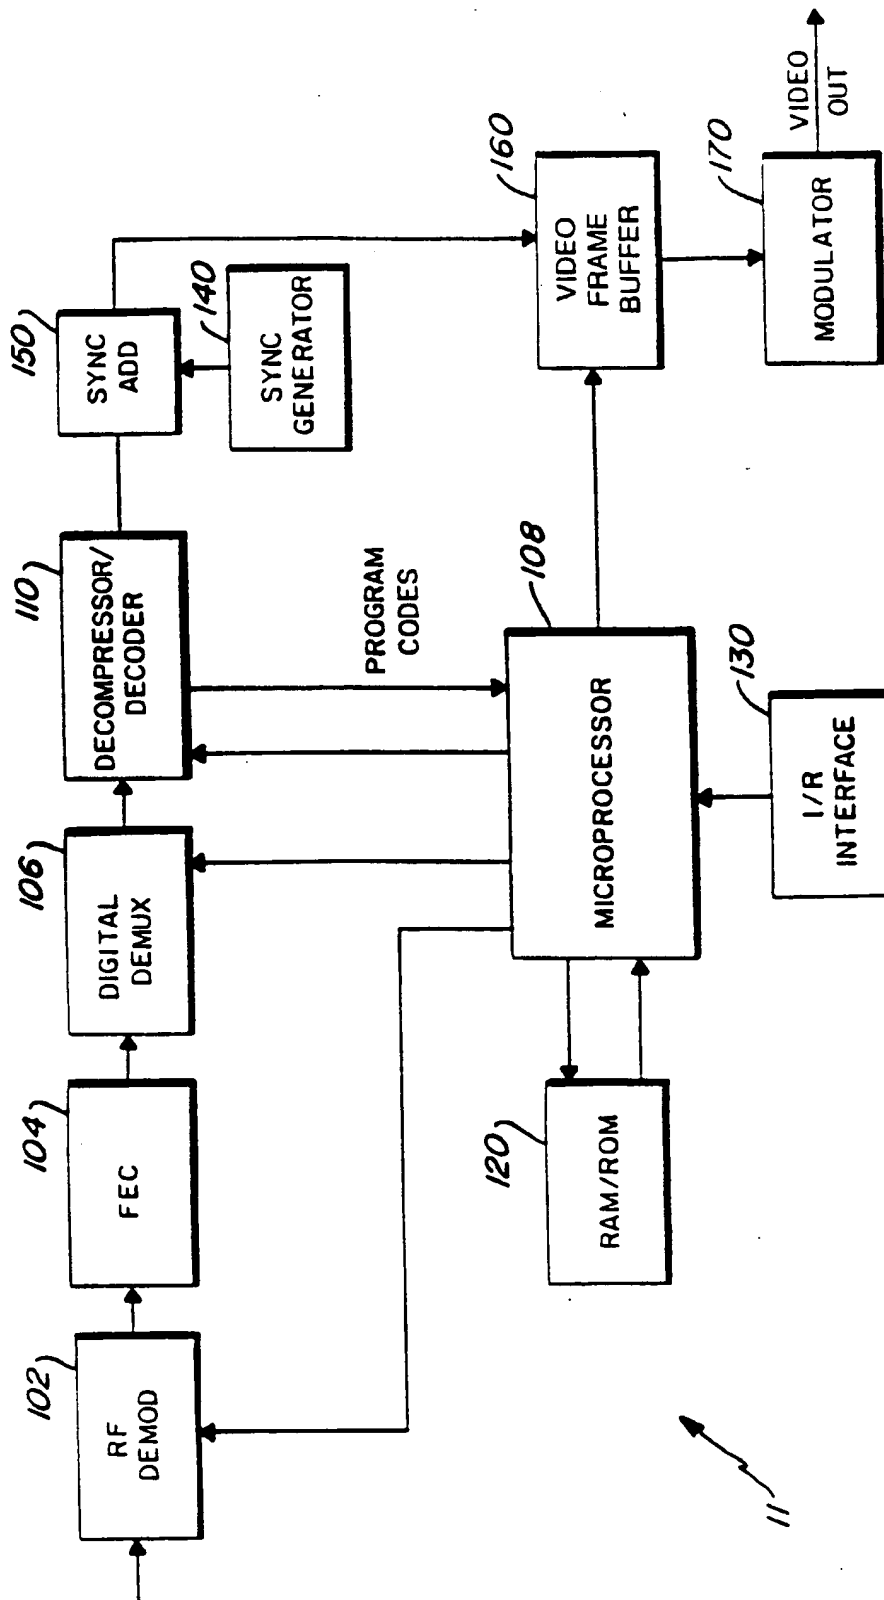 102
RF
DEMOD
104
FEC
106
DIGITAL
DEMUX
110
DECOMPRESSOR/
DECODER
150
SYNC
ADD
140
SYNC
GENERATOR
PROGRAM
CODES
120
RAM/ROM
108
MICROPROCESSOR
160
VIDEO
FRAME
BUFFER
130
I/R
INTERFACE
170
MODULATOR
VIDEO
OUT
11